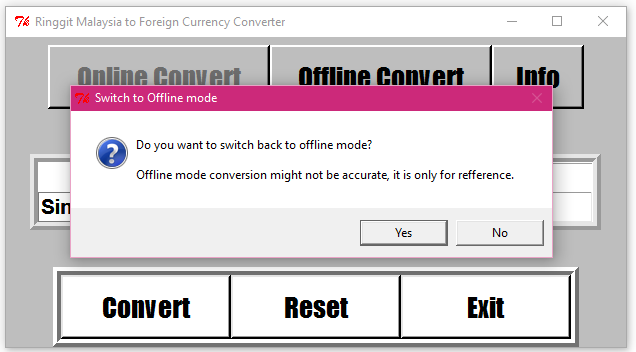 Ringgit Malaysia to Foreign Currency Converter
Online Convert Offline Convert Info
Switch to Offline mode
Do you want to switch back to offline mode?
Offline mode conversion might not be accurate, it is only for refference.
Yes No
Convert Reset Exit